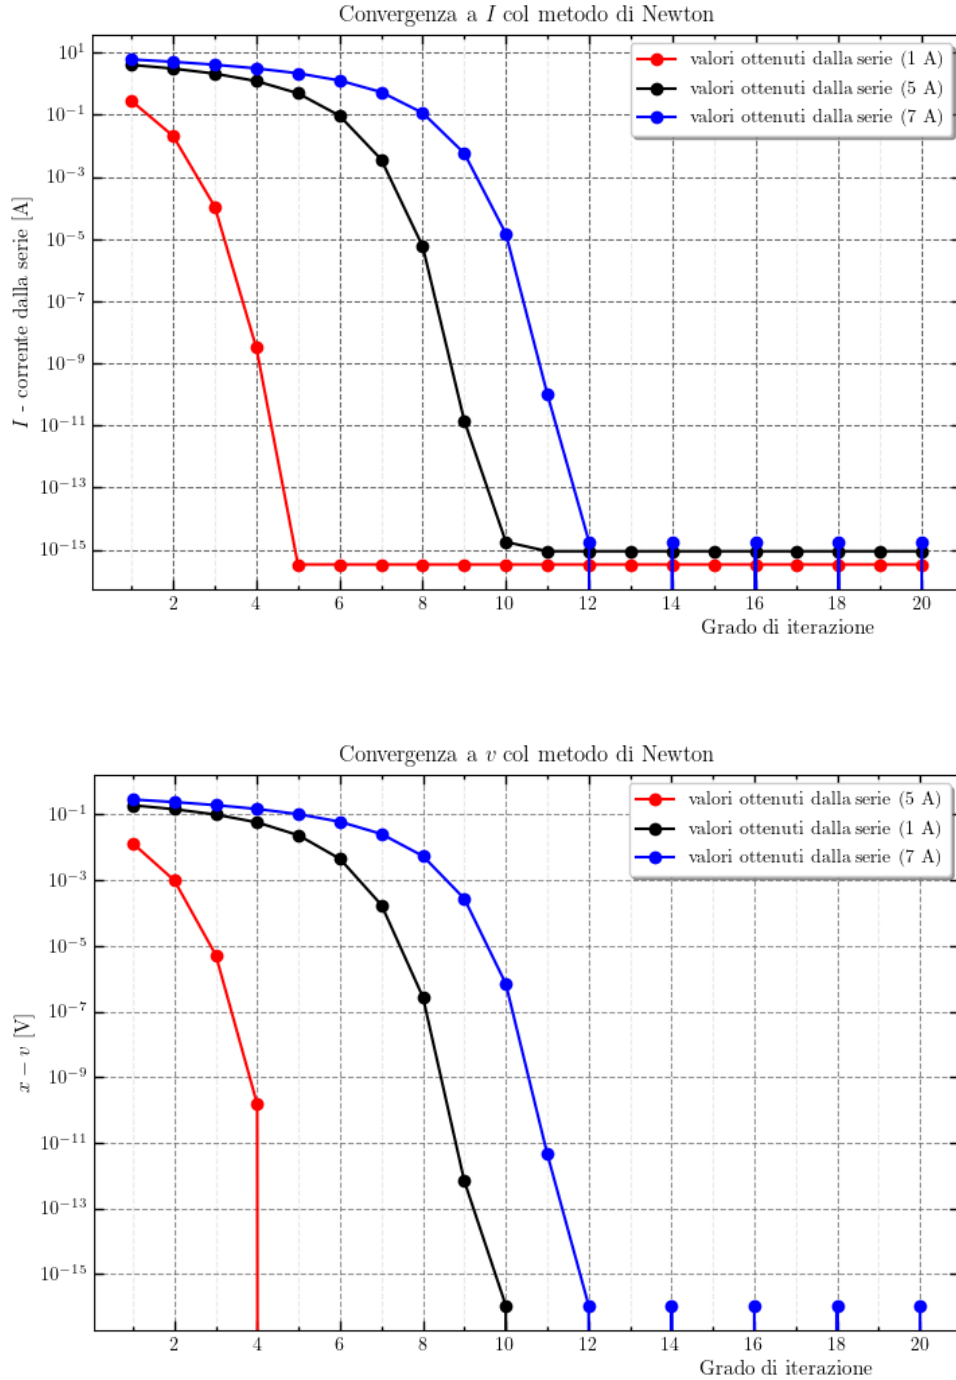 Convergenza a I col metodo di Newton
valori ottenuti dalla serie (1 A)
valori ottenuti dalla serie (5 A)
valori ottenuti dalla serie (7 A)
I - corrente dalla serie [A]
10^1
10^-1
10^-3
10^-5
10^-7
10^-9
10^-11
10^-13
10^-15
2 4 6 8 10 12 14 16 18 20
Grado di iterazione
Convergenza a v col metodo di Newton
valori ottenuti dalla serie (5 A)
valori ottenuti dalla serie (1 A)
valori ottenuti dalla serie (7 A)
x − v [V]
10^-1
10^-3
10^-5
10^-7
10^-9
10^-11
10^-13
10^-15
2 4 6 8 10 12 14 16 18 20
Grado di iterazione